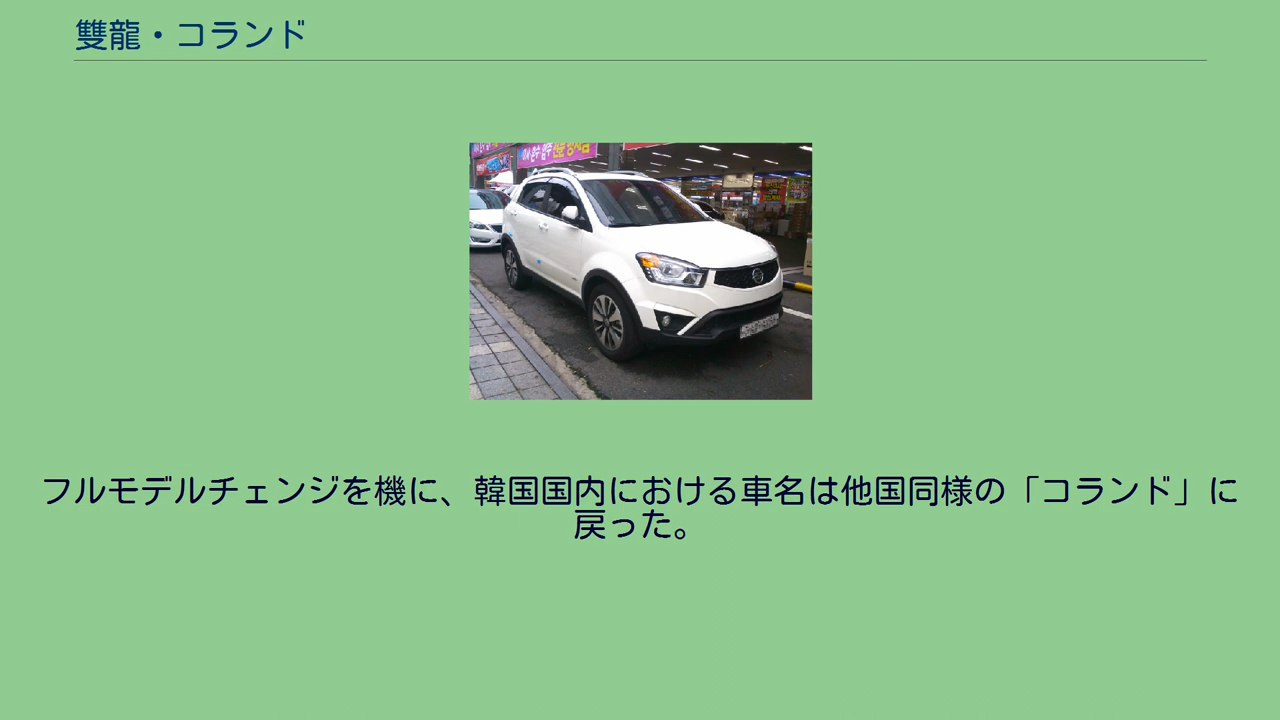 雙龍・コランド
フルモデルチェンジを機に、韓国国内における車名は他国同様の「コランド」に
戻った。